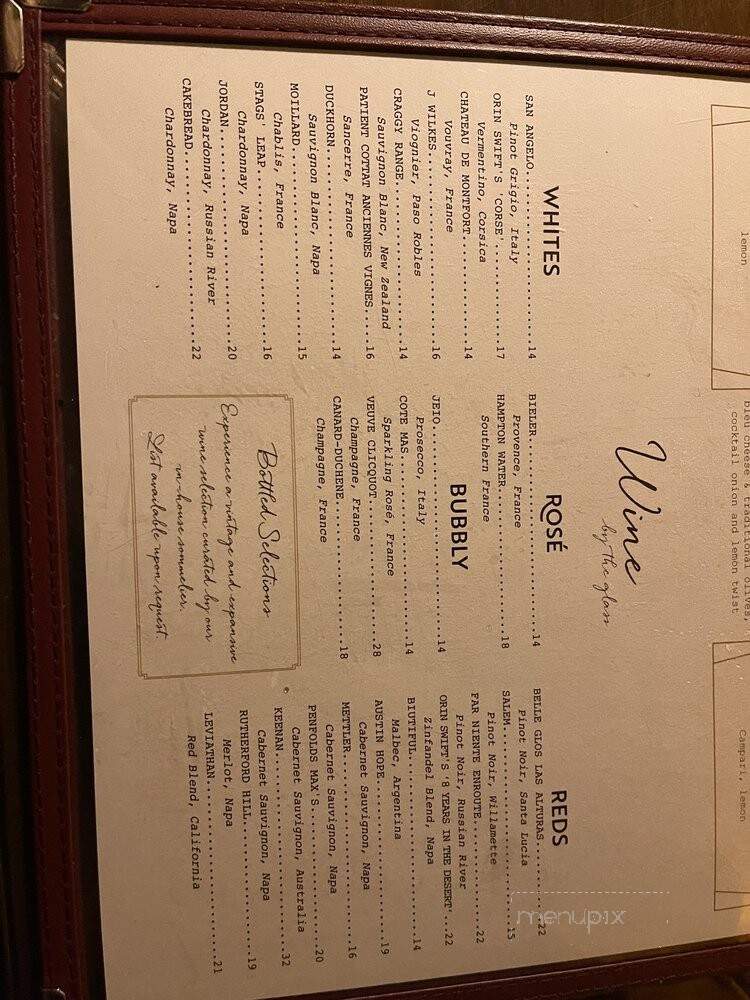 lemon
bleu cheese & traditional olives,
cocktail onion and lemon twist
Campari, lemon
Wine
by the glass
WHITES
SAN ANGELO..........14
Pinot Grigio, Italy
ORIN SWIFT'S 'CORSE'..........17
Vermentino, Corsica
CHATEAU DE MONTFORT..........14
Vouvray, France
J WILKES..........16
Viognier, Paso Robles
CRAGGY RANGE..........14
Sauvignon Blanc, New Zealand
PATIENT COTTAT ANCIENNES VIGNES.....16
Sancerre, France
DUCKHORN..........14
Sauvignon Blanc, Napa
MOILLARD..........15
Chablis, France
STAGS' LEAP..........16
Chardonnay, Napa
JORDAN..........20
Chardonnay, Russian River
CAKEBREAD..........22
Chardonnay, Napa
ROSÉ
BIELER..........14
Provence, France
HAMPTON WATER..........18
Southern France
BUBBLY
JEIO..........14
Prosecco, Italy
COTE MAS..........14
Sparkling Rosé, France
VEUVE CLICQUOT..........28
Champagne, France
CANARD-DUCHENE..........18
Champagne, France
Bottled Selections
Experience a vintage and expansive
wine selection curated by our
in-house sommelier.
List available upon request.
REDS
BELLE GLOS LAS ALTURAS..........22
Pinot Noir, Santa Lucia
SALEM..........15
Pinot Noir, Willamette
FAR NIENTE ENROUTE..........22
Pinot Noir, Russian River
ORIN SWIFT'S '8 YEARS IN THE DESERT'..22
Zinfandel Blend, Napa
BIUTIFUL..........14
Malbec, Argentina
AUSTIN HOPE..........19
Cabernet Sauvignon, Napa
METTLER..........16
Cabernet Sauvignon, Napa
PENFOLDS MAX'S..........20
Cabernet Sauvignon, Australia
KEENAN..........32
Cabernet Sauvignon, Napa
RUTHERFORD HILL..........19
Merlot, Napa
LEVIATHAN..........21
Red Blend, California
menupix